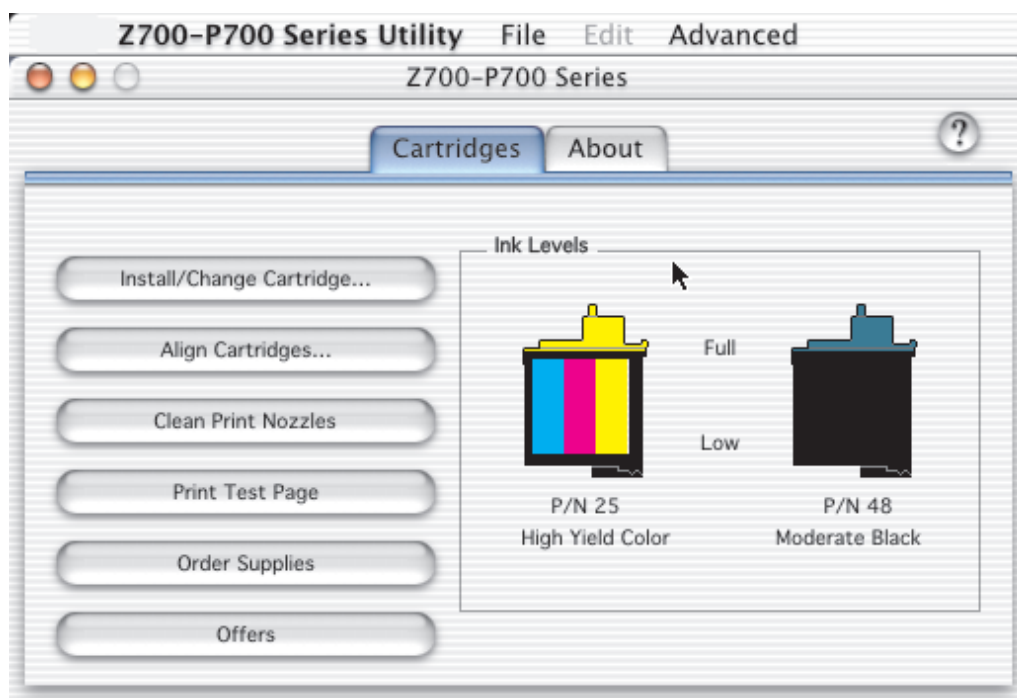 Z700-P700 Series Utility File Edit Advanced
Z700-P700 Series
?
Cartridges About
Ink Levels
Install/Change Cartridge...
Align Cartridges...
Clean Print Nozzles
Print Test Page
Order Supplies
Offers
Full
Low
P/N 25
High Yield Color
P/N 48
Moderate Black